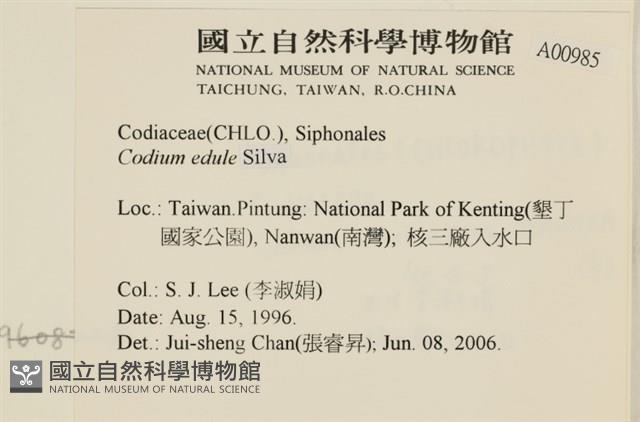 國立自然科學博物館
A00985
NATIONAL MUSEUM OF NATURAL SCIENCE
TAICHUNG, TAIWAN, R.O.CHINA
Codiaceae(CHLO.), Siphonales
Codium edule Silva
Loc.: Taiwan.Pintung: National Park of Kenting(墾丁
國家公園), Nanwan(南灣); 核三廠入水口
Col.: S. J. Lee (李淑娟)
Date: Aug. 15, 1996.
Det.: Jui-sheng Chan(張睿昇); Jun. 08, 2006.
國立自然科學博物館
NATIONAL MUSEUM OF NATURAL SCIENCE